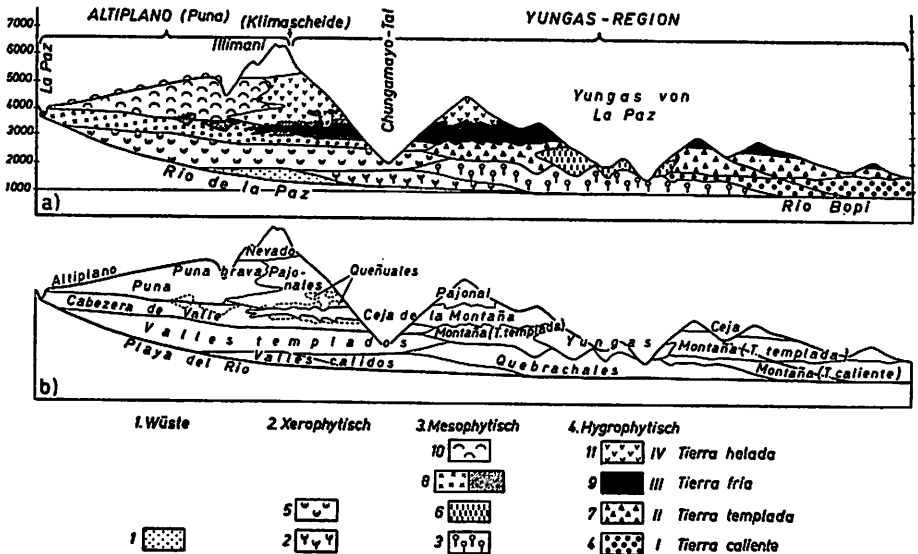 ALTIPLANO (Puna)
(Klimascheide)
YUNGAS-REGION
7000
6000
5000
4000
3000
2000
1000
La Paz
Illimani
Chungamayo-Tal
Yungas von
La Paz
Rio de la Paz
Rio Bopi
a)
Nevado
Altiplano
Puna brava
Pajonales
Queñuales
Puna
Pajonal
Cabezera de Valle
Ceja de la Montaña
Ceja
Valles templados
Montaña (T. templada)
Yungas
Montaña (T. templada)
Playa del Rio
Valles calidos
Quebrachales
Montaña (T. caliente)
b)
1. Wüste
2. Xerophytisch
3. Mesophytisch
4. Hygrophytisch
10
11 IV Tierra helada
8
9 III Tierra fria
5
6
7 II Tierra templada
1
2
3
4 I Tierra caliente